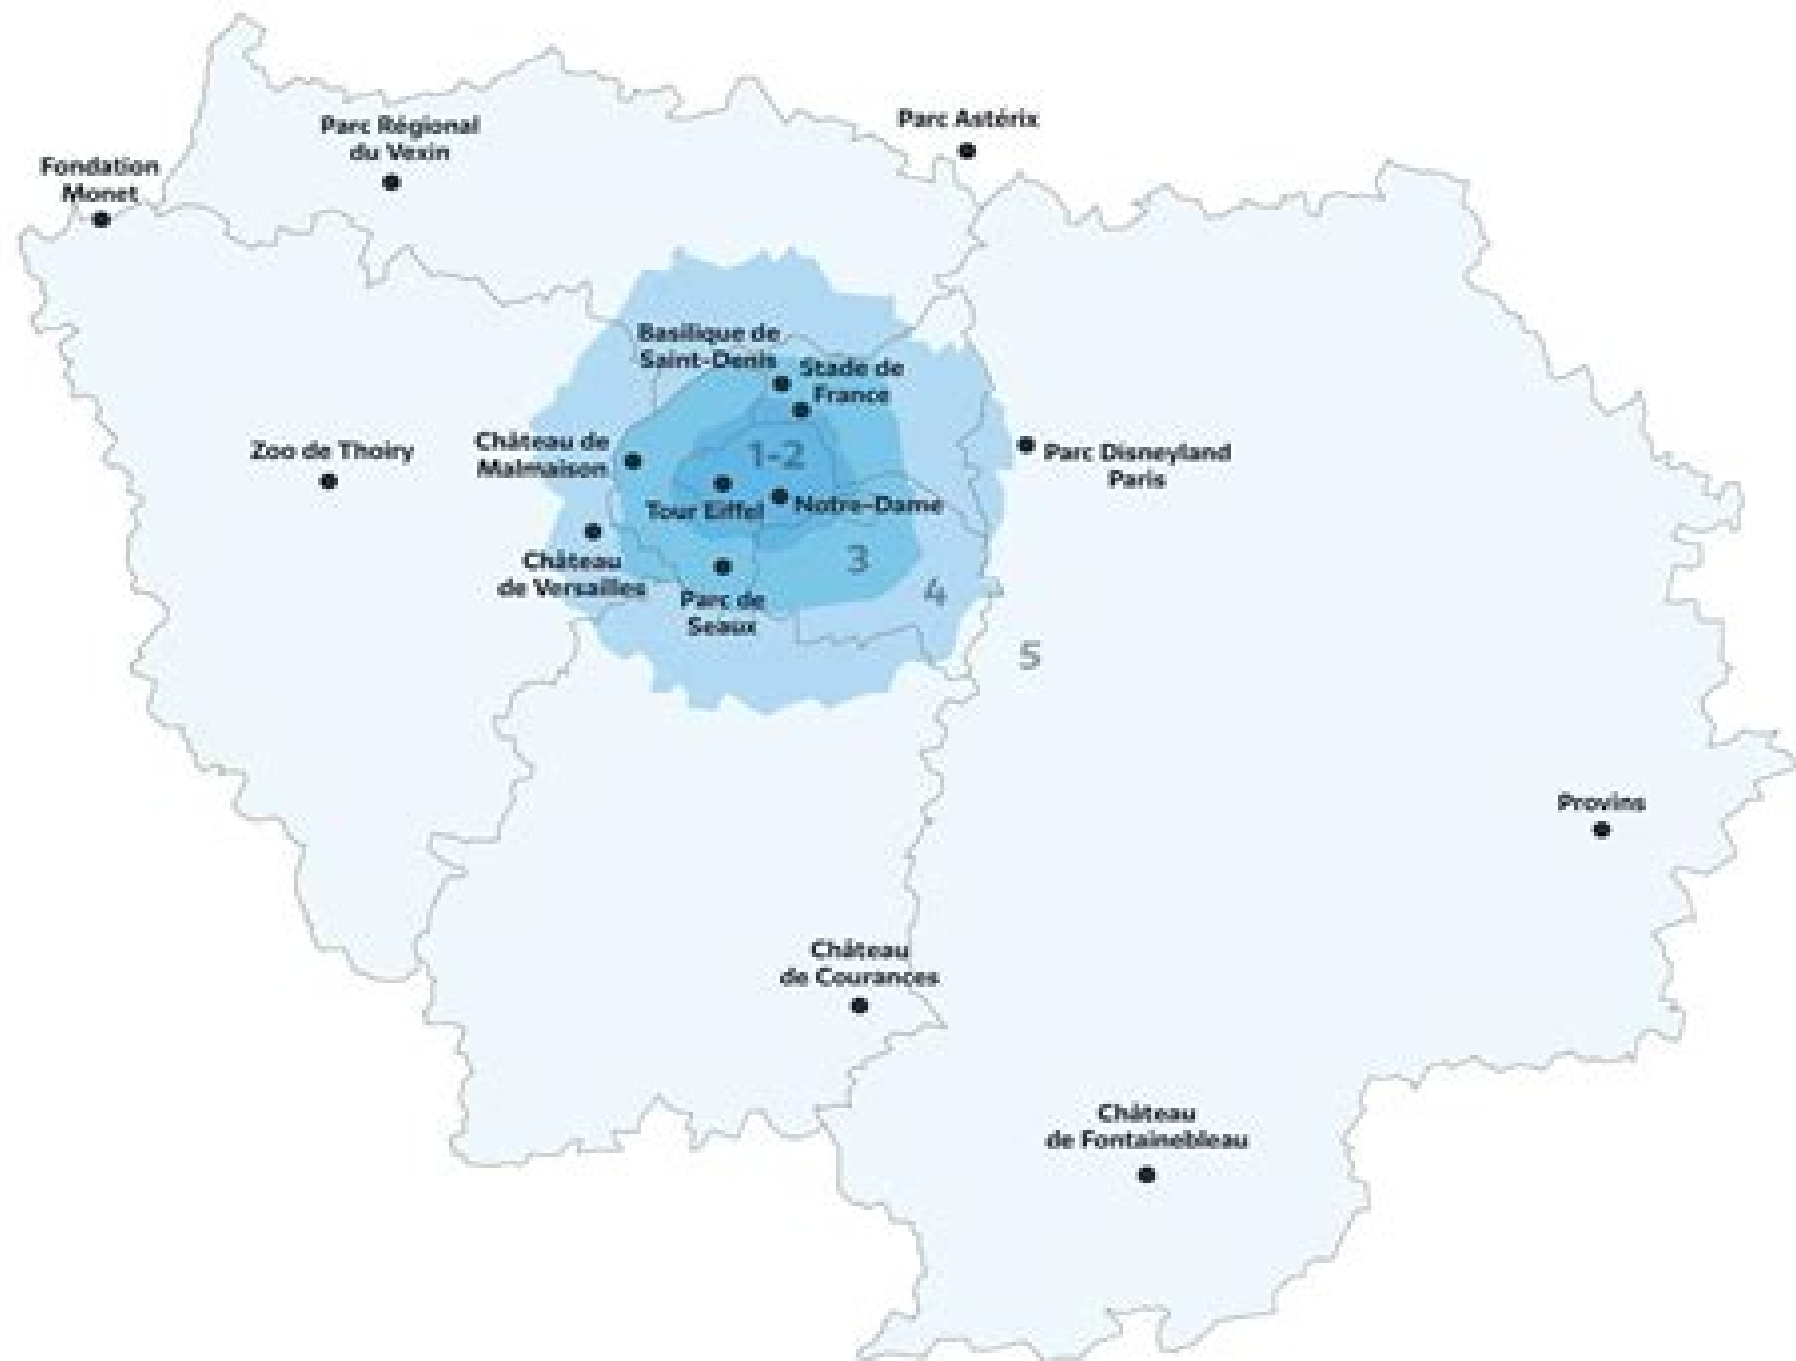 Parc Astérix
Parc Régional
du Vexin
Fondation
Monet
Basilique de
Saint-Denis
Stade de
France
Château de
Malmaison
1-2
Zoo de Thoiry
Parc Disneyland
Paris
Tour Eiffel
Notre-Dame
Château
de Versailles
3
4
Parc de
Seaux
5
Provins
Château
de Courances
Château
de Fontainebleau